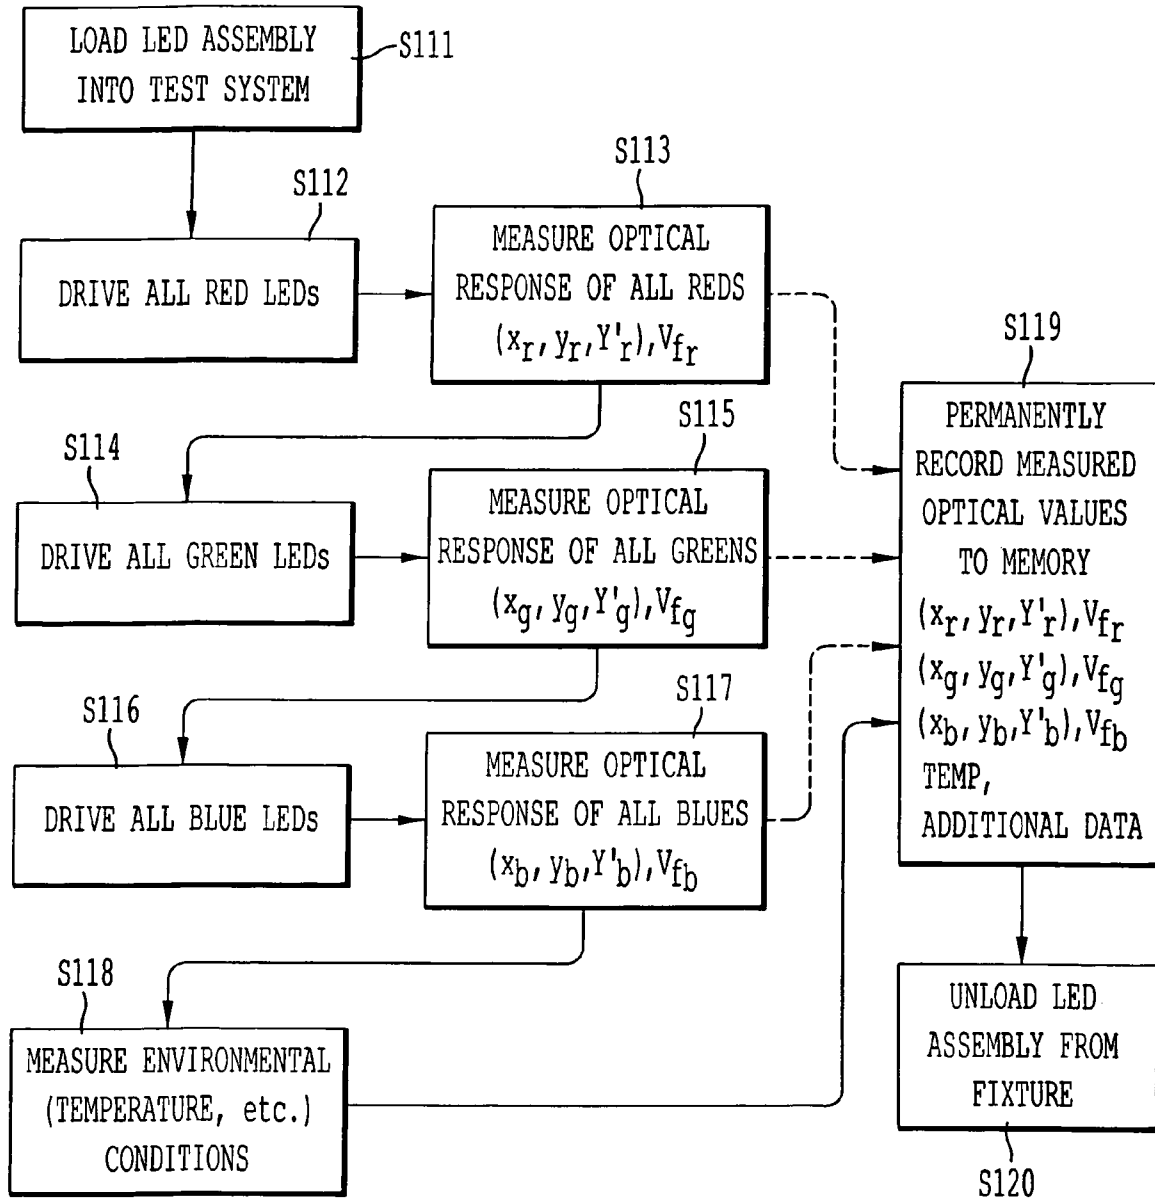 LOAD LED ASSEMBLY
INTO TEST SYSTEM
S111
S112
DRIVE ALL RED LEDs
S113
MEASURE OPTICAL
RESPONSE OF ALL REDS
(xr, yr, Y'r), Vfr
S114
DRIVE ALL GREEN LEDs
S115
MEASURE OPTICAL
RESPONSE OF ALL GREENS
(xg, yg, Y'g), Vfg
S116
DRIVE ALL BLUE LEDs
S117
MEASURE OPTICAL
RESPONSE OF ALL BLUES
(xb, yb, Y'b), Vfb
S118
MEASURE ENVIRONMENTAL
(TEMPERATURE, etc.)
CONDITIONS
S119
PERMANENTLY
RECORD MEASURED
OPTICAL VALUES
TO MEMORY
(xr, yr, Y'r), Vfr
(xg, yg, Y'g), Vfg
(xb, yb, Y'b), Vfb
TEMP,
ADDITIONAL DATA
UNLOAD LED
ASSEMBLY FROM
FIXTURE
S120